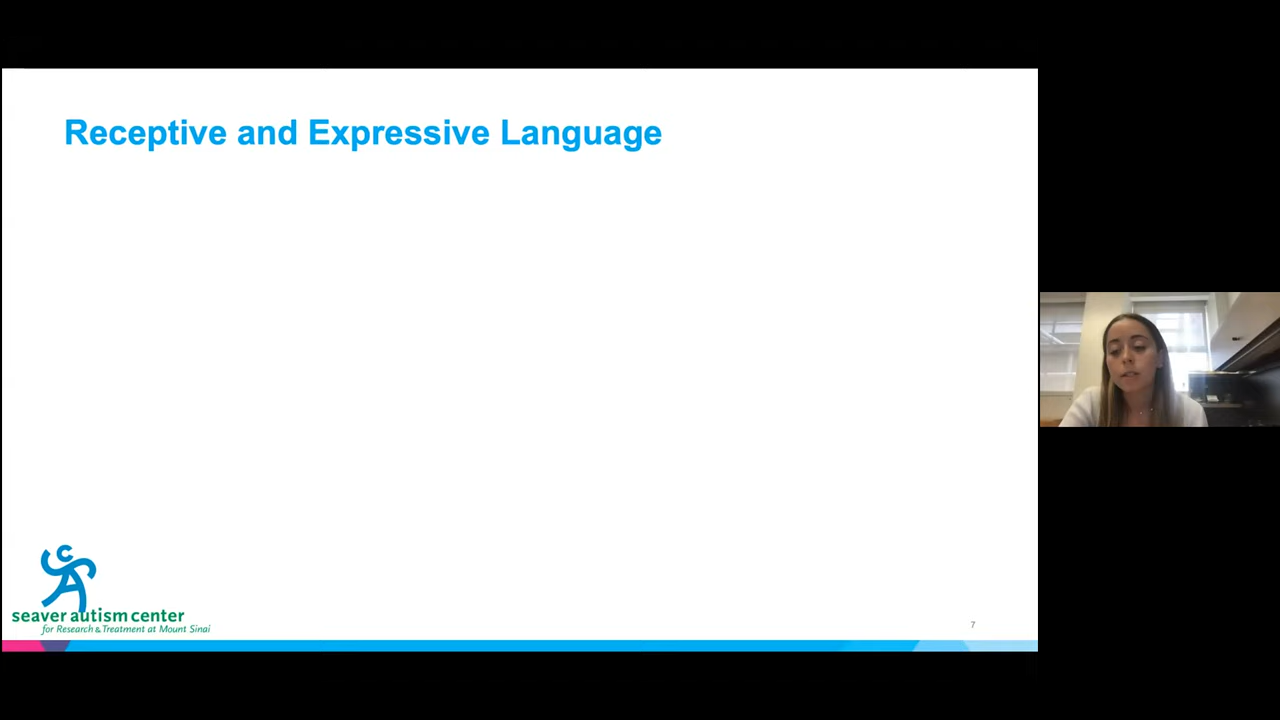 Receptive and Expressive Language
seaver autism center
for Research & Treatment at Mount Sinai
7